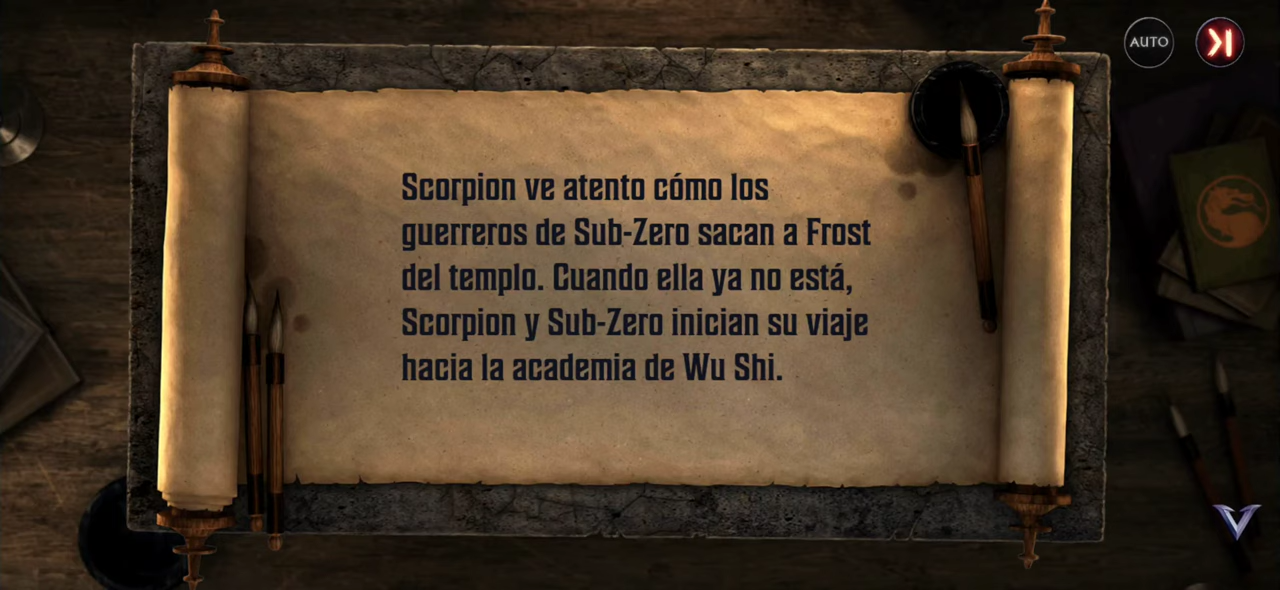 AUTO
Scorpion ve atento cómo los
guerreros de Sub-Zero sacan a Frost
del templo. Cuando ella ya no está,
Scorpion y Sub-Zero inician su viaje
hacia la academia de Wu Shi.